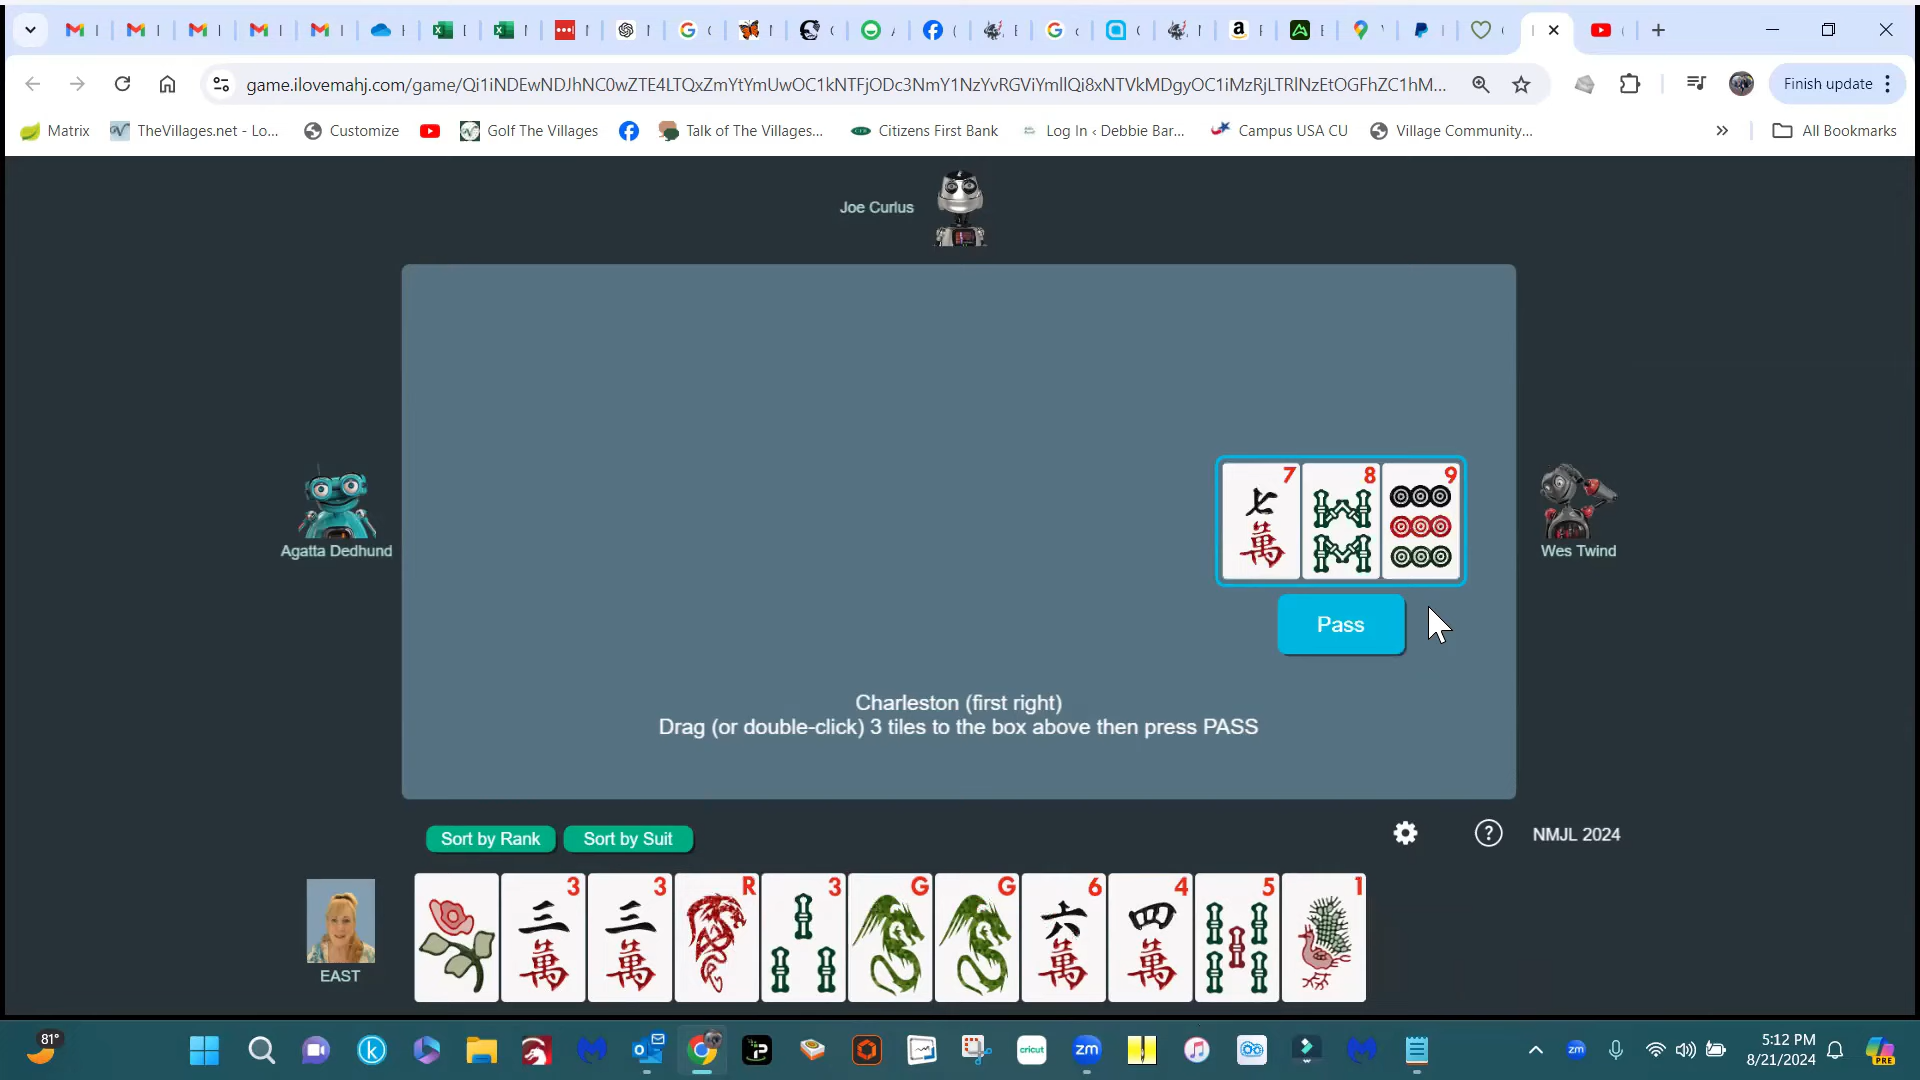 game.ilovemahj.com/game/Qi1iNDEwNDJhNC0wZTE4LTQxZmYtYmUwOC1kNTFjODc3NmY1NzYvRGViYmllQi8xNTVkMDgyOC1iMzRjLTRlNzEtOGFhZC1hM...
Finish update
Matrix
TheVillages.net - Lo...
Customize
Golf The Villages
Talk of The Villages...
Citizens First Bank
Log In ‹ Debbie Bar...
Campus USA CU
Village Community...
All Bookmarks
Joe Curlus
Agatta Dedhund
Wes Twind
7 七萬
8
9
Pass
Charleston (first right)
Drag (or double-click) 3 tiles to the box above then press PASS
Sort by Rank
Sort by Suit
NMJL 2024
EAST
3 三萬
3 三萬
R
3
G
G
6 六萬
4 四萬
5
1
81°
cricut
zm
zm
5:12 PM
8/21/2024
PRE